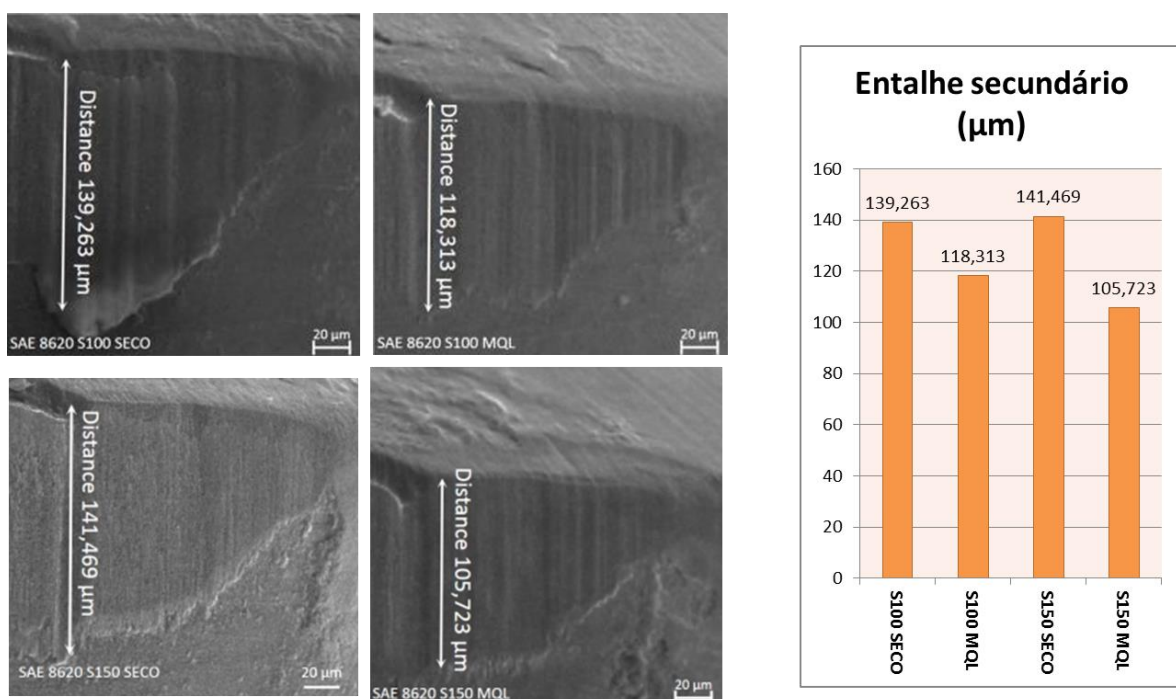 Distance 139,263 µm
SAE 8620 S100 SECO
20 µm
Distance 118,313 µm
SAE 8620 S100 MQL
20 µm
Distance 141,469 µm
SAE 8620 S150 SECO
20 µm
Distance 105,723 µm
SAE 8620 S150 MQL
20 µm
Entalhe secundário
(µm)
160
140
120
100
80
60
40
20
0
139,263
118,313
141,469
105,723
S100 SECO
S100 MQL
S150 SECO
S150 MQL